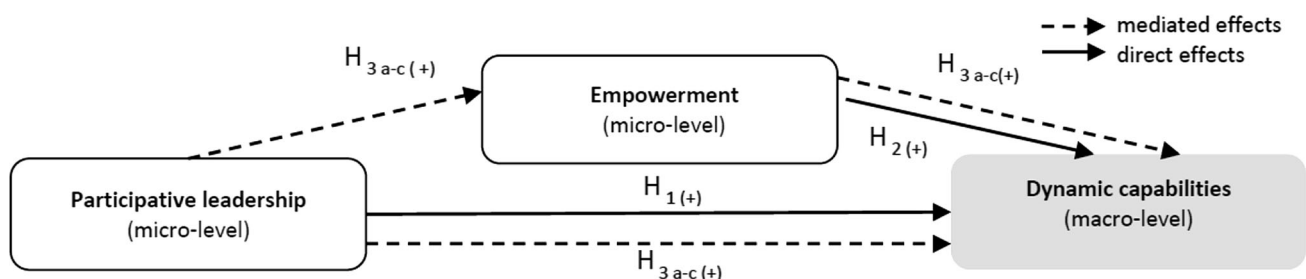 mediated effects
direct effects
H 3 a-c (+)
H 3 a-c(+)
Empowerment
(micro-level)
H 2 (+)
Participative leadership
(micro-level)
H 1 (+)
Dynamic capabilities
(macro-level)
H 3 a-c (+)